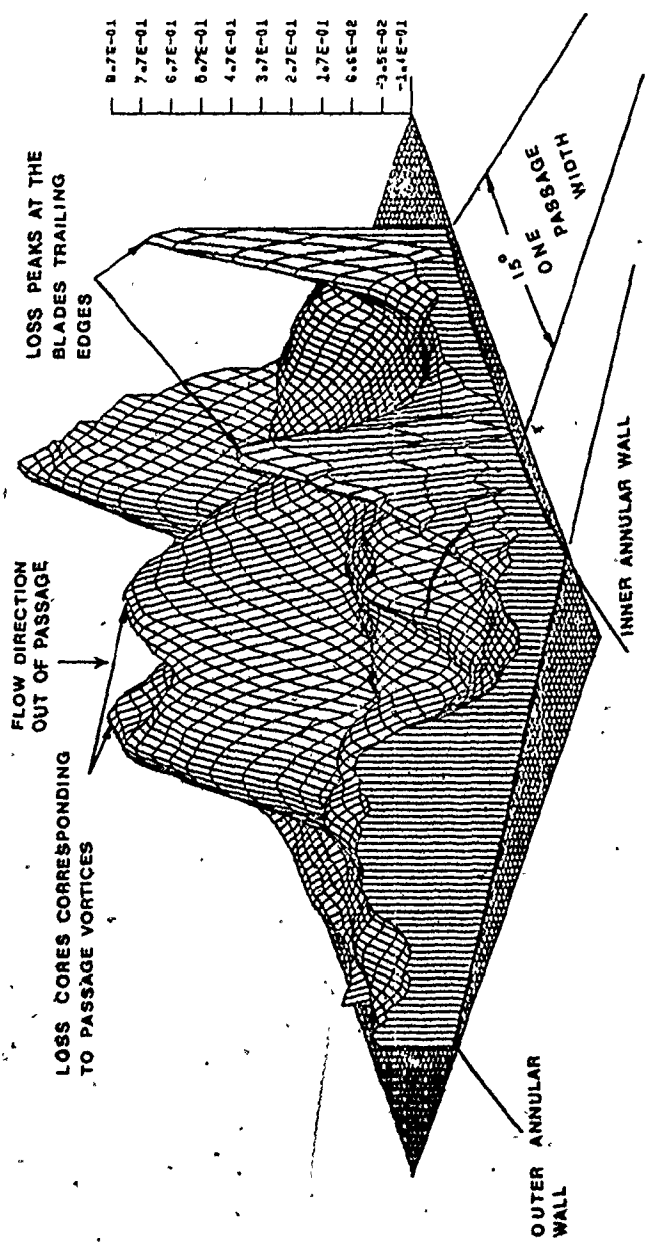 LOSS CORES CORRESPONDING
TO PASSAGE VORTICES
FLOW DIRECTION
OUT OF PASSAGE
LOSS PEAKS AT THE
BLADES TRAILING
EDGES
8.7E-01
7.7E-01
6.7E-01
5.7E-01
4.7E-01
3.7E-01
2.7E-01
1.7E-01
6.6E-02
-3.5E-02
-1.4E-01
15°
ONE
PASSAGE
WIDTH
INNER ANNULAR WALL
OUTER ANNULAR
WALL